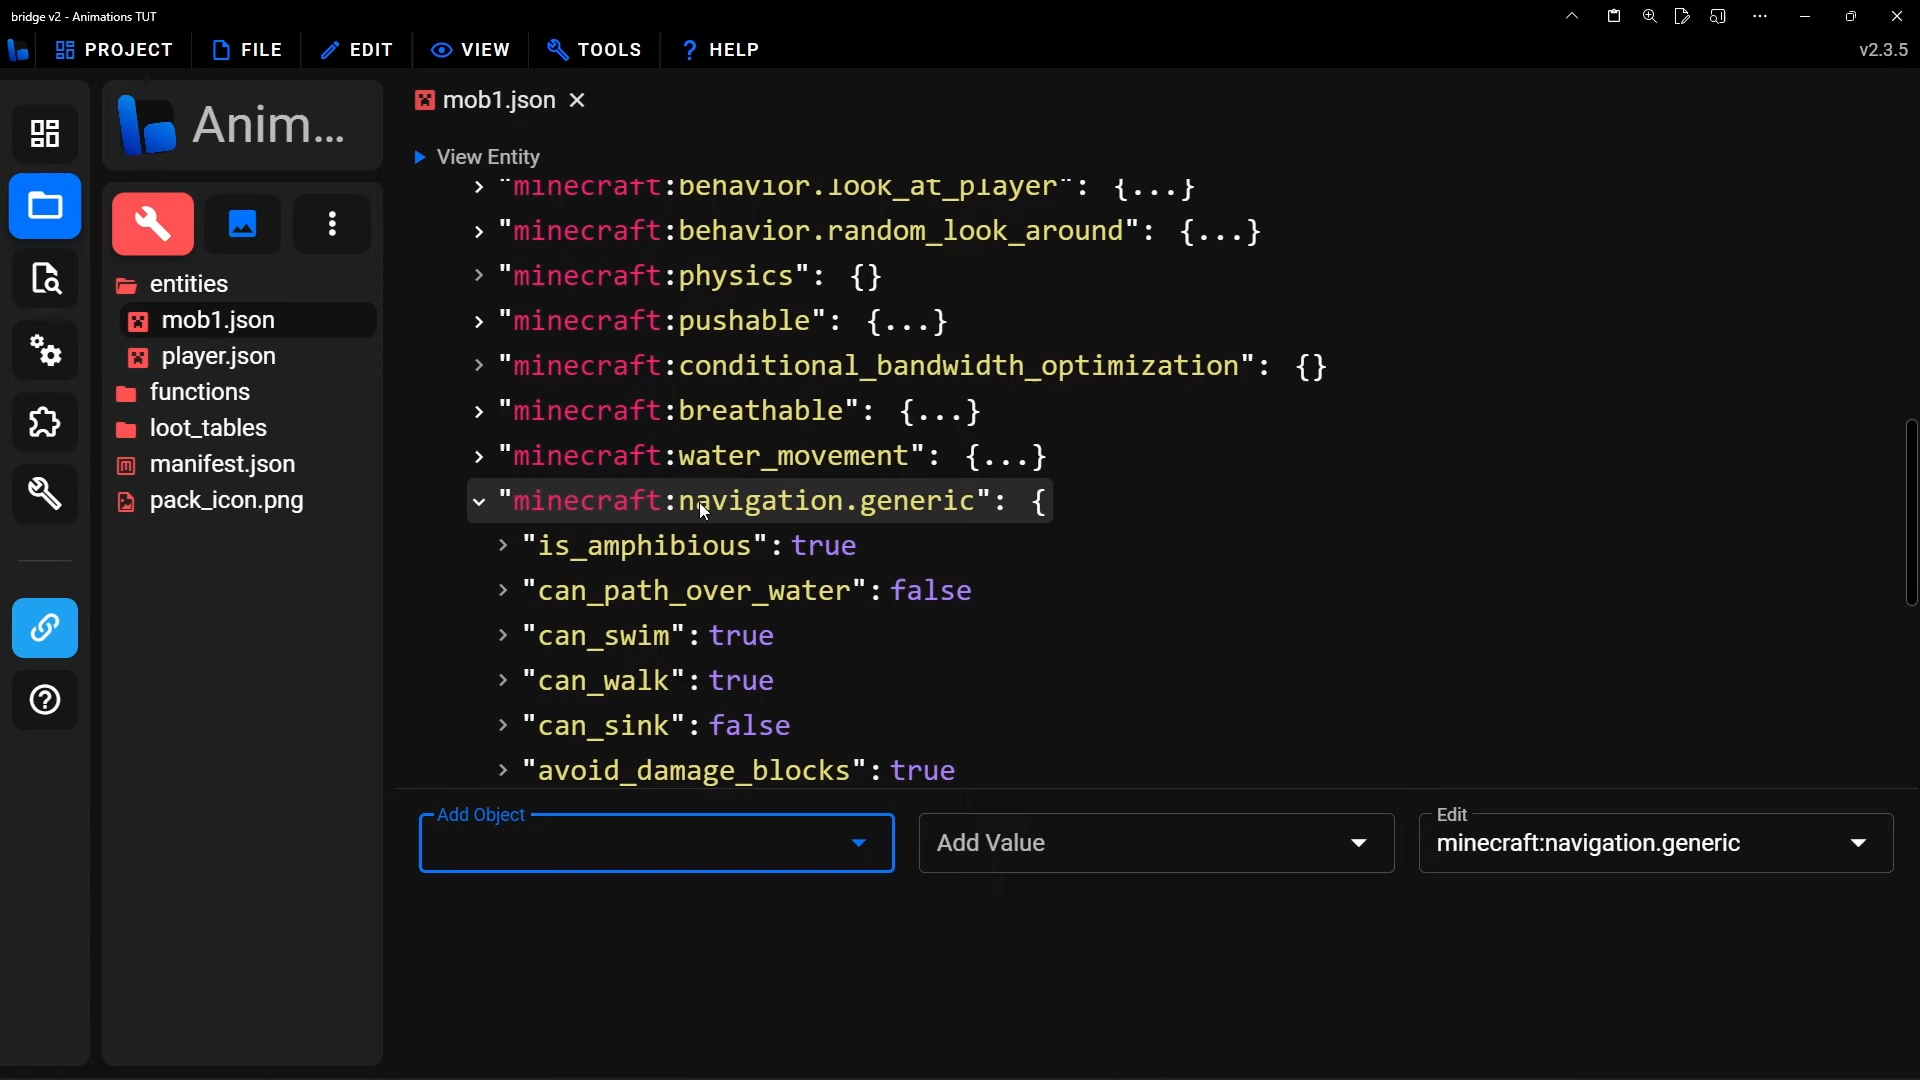 bridge v2 - Animations TUT
PROJECT
FILE
EDIT
VIEW
TOOLS
HELP
v2.3.5
Anim...
entities
mob1.json
player.json
functions
loot_tables
manifest.json
pack_icon.png
mob1.json
View Entity
"minecraft:behavior.look_at_player": {...}
"minecraft:behavior.random_look_around": {...}
"minecraft:physics": {}
"minecraft:pushable": {...}
"minecraft:conditional_bandwidth_optimization": {}
"minecraft:breathable": {...}
"minecraft:water_movement": {...}
"minecraft:navigation.generic": {
"is_amphibious": true
"can_path_over_water": false
"can_swim": true
"can_walk": true
"can_sink": false
"avoid_damage_blocks": true
Add Object
Add Value
Edit
minecraft:navigation.generic